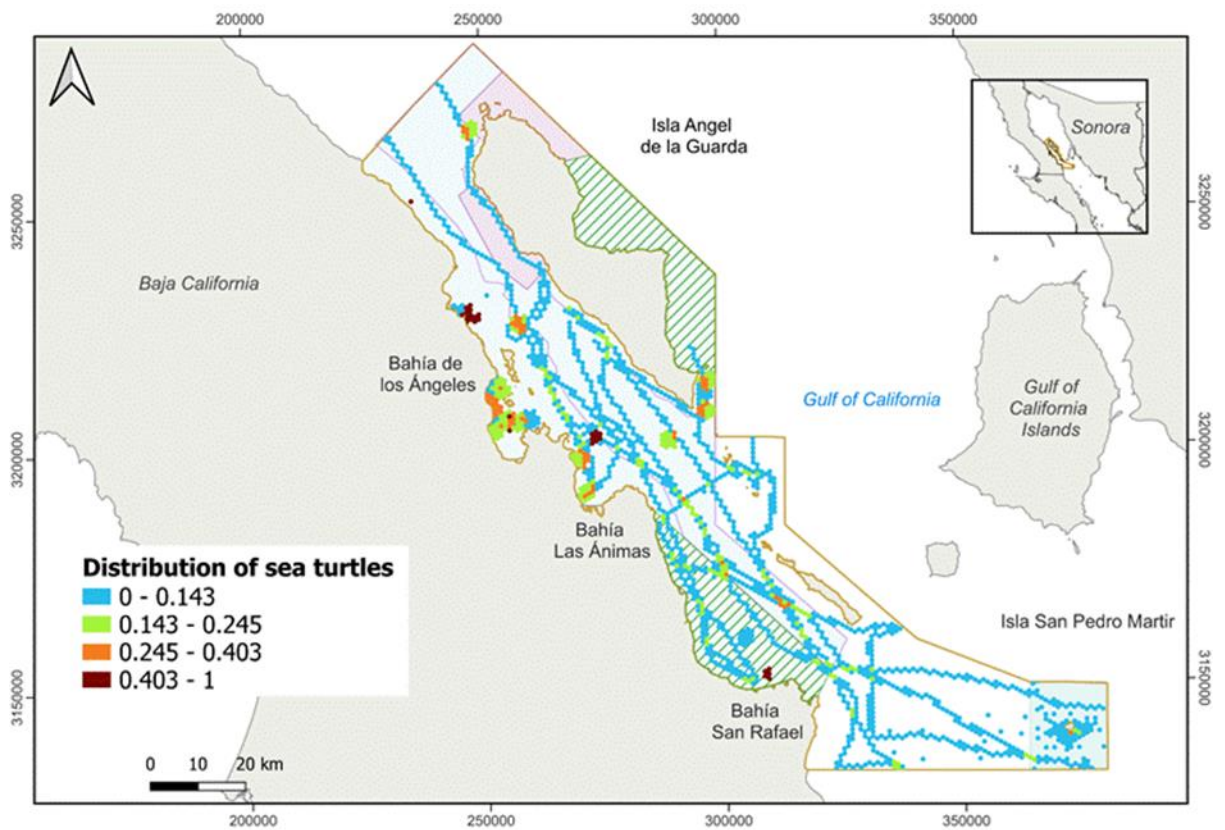 200000 250000 300000 350000
Isla Angel
de la Guarda
Sonora
3250000
3250000
Baja California
Bahía de
los Ángeles
Gulf of California
Gulf of
California
Islands
3200000
3200000
Bahía
Las Ánimas
Distribution of sea turtles
0 - 0.143
0.143 - 0.245
0.245 - 0.403
0.403 - 1
Isla San Pedro Martir
3150000
3150000
Bahía
San Rafael
0 10 20 km
200000 250000 300000 350000